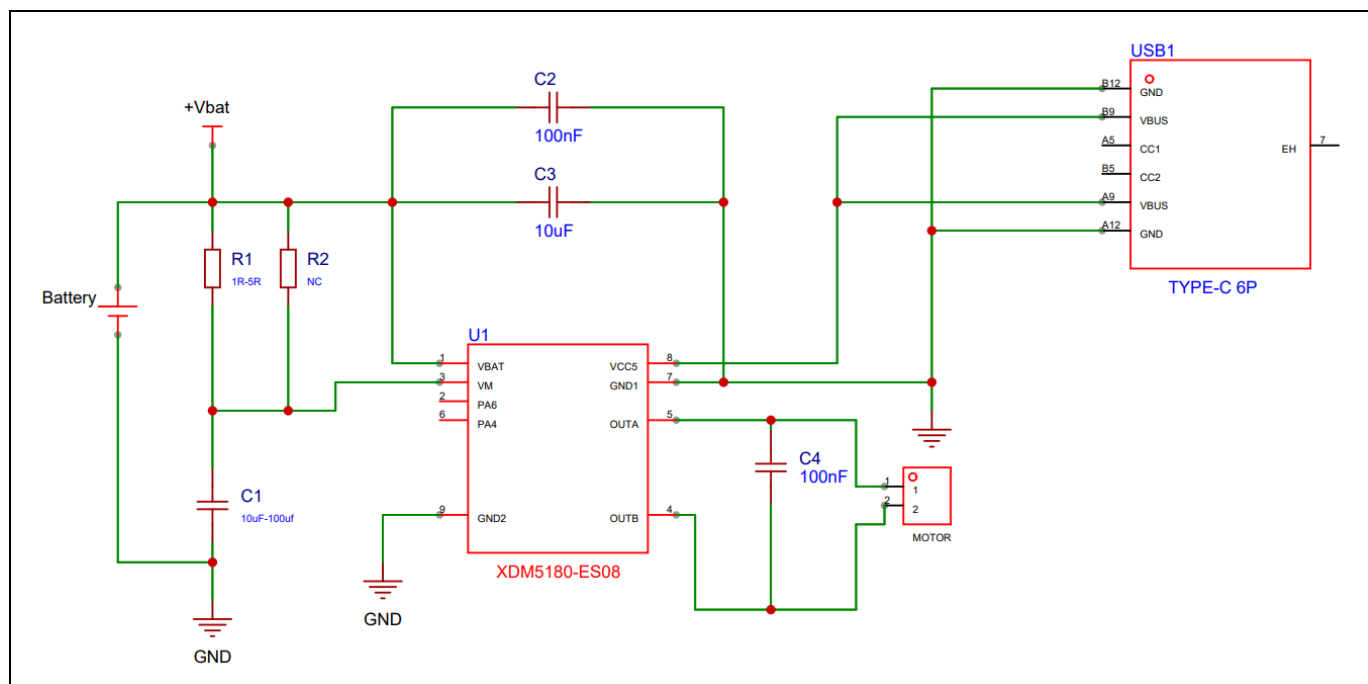 USB1
B12
GND
B9
VBUS
A5
CC1
B5
CC2
A9
VBUS
A12
GND
EH
7
TYPE-C 6P
C2
100nF
C3
10uF
+Vbat
R1
1R-5R
R2
NC
Battery
C1
10uF-100uf
GND
U1
1
VBAT
3
VM
2
PA6
6
PA4
9
GND2
VCC5
8
GND1
7
OUTA
5
OUTB
4
XDM5180-ES08
GND
C4
100nF
1
1
2
2
MOTOR